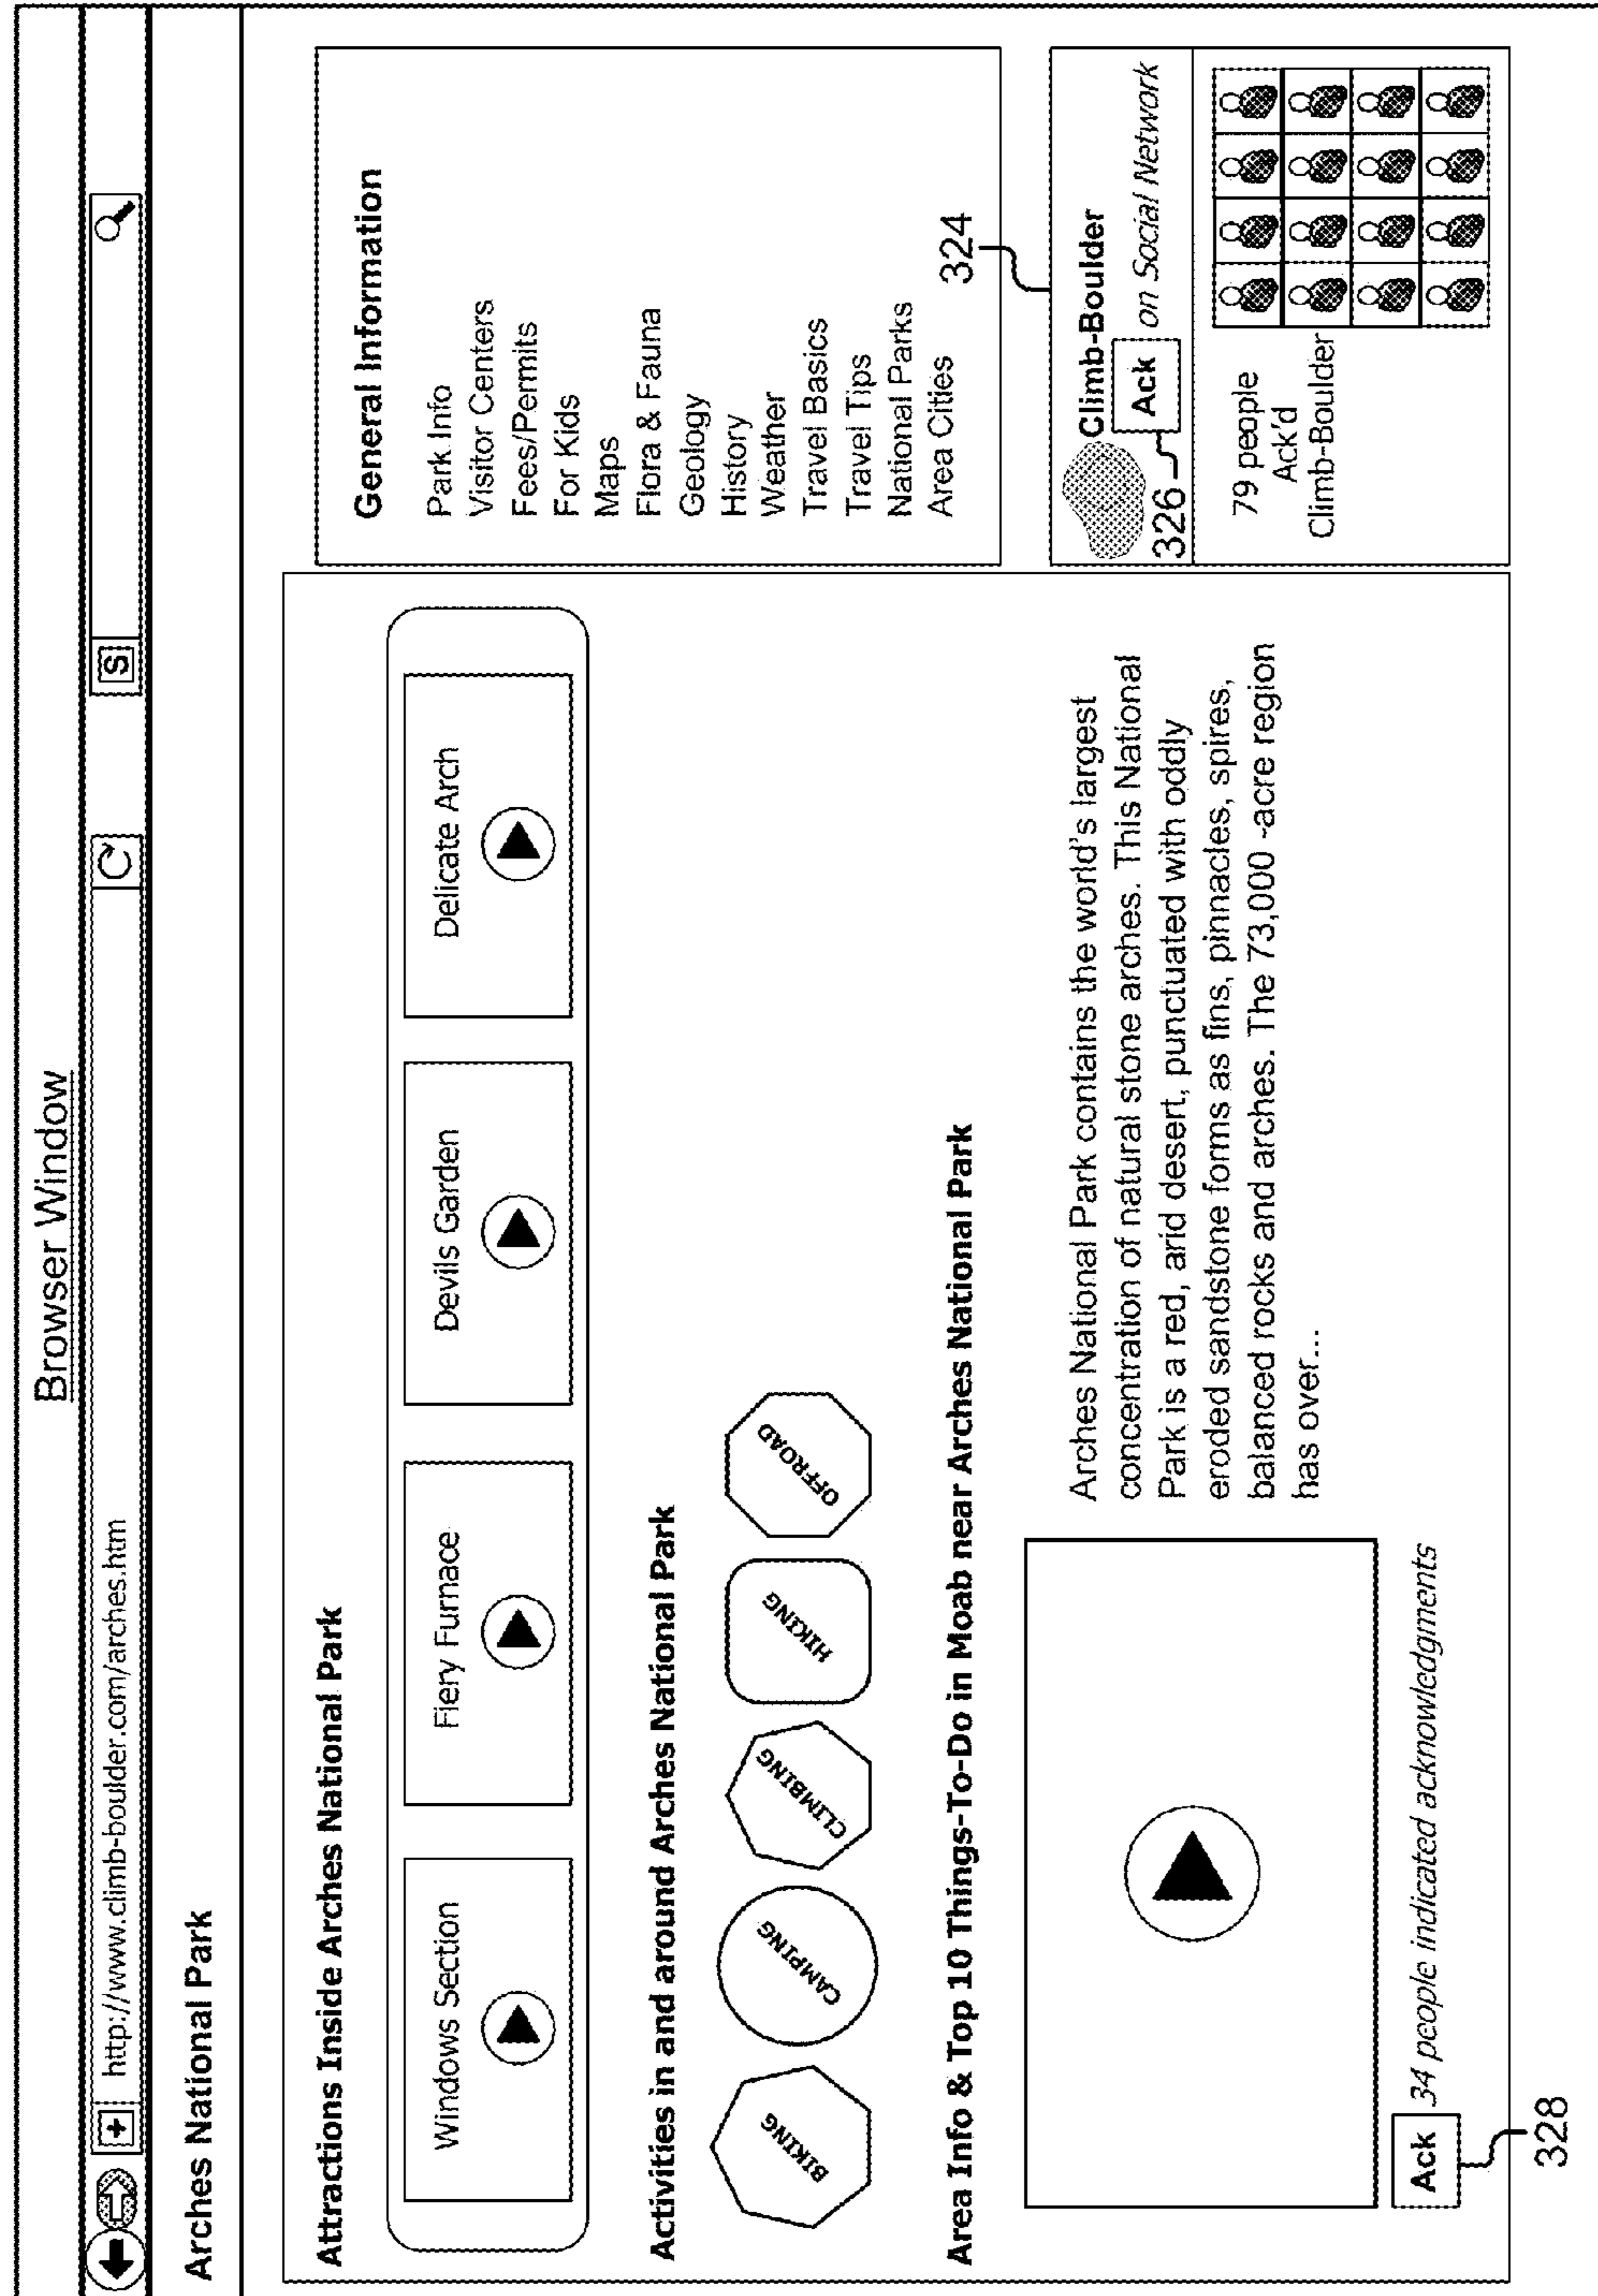 Browser Window
+ http://www.climb-boulder.com/arches.htm
S
Arches National Park
Attractions Inside Arches National Park
Windows Section
Fiery Furnace
Devils Garden
Delicate Arch
Activities in and around Arches National Park
BIKING
CAMPING
CLIMBING
HIKING
OFFROAD
Area Info & Top 10 Things-To-Do in Moab near Arches National Park
Arches National Park contains the world's largest
concentration of natural stone arches. This National
Park is a red, arid desert, punctuated with oddly
eroded sandstone forms as fins, pinnacles, spires,
balanced rocks and arches. The 73,000 -acre region
has over...
Ack 34 people indicated acknowledgments
328
General Information
Park Info
Visitor Centers
Fees/Permits
For Kids
Maps
Flora & Fauna
Geology
History
Weather
Travel Basics
Travel Tips
National Parks
Area Cities
324
Climb-Boulder
Ack on Social Network
326
79 people
Ack'd
Climb-Boulder